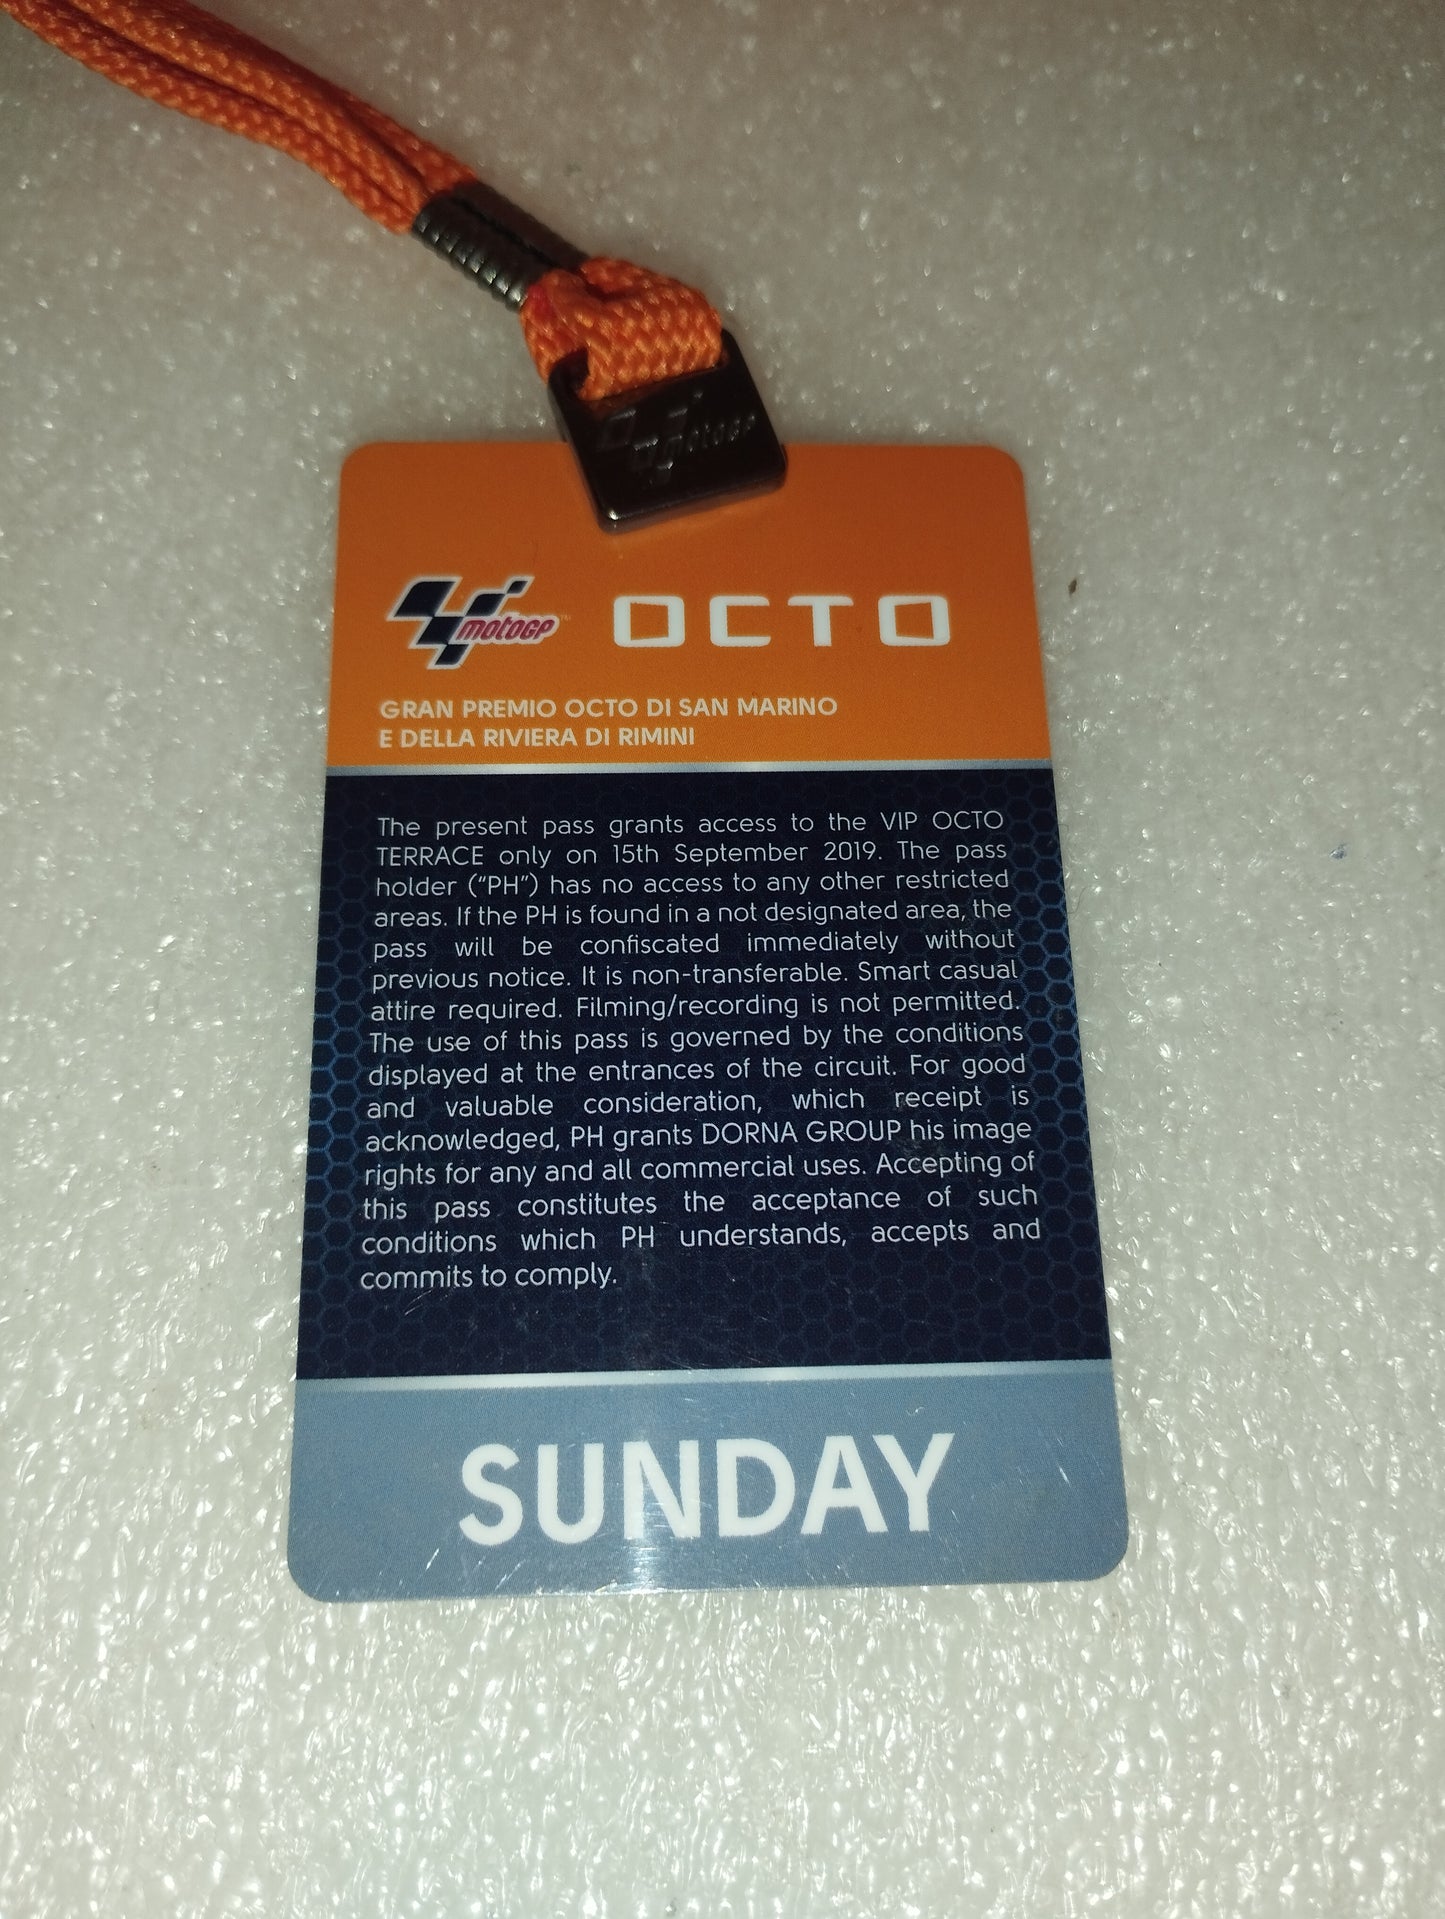 motoGP
motoGP™
OCTO
GRAN PREMIO OCTO DI SAN MARINO
E DELLA RIVIERA DI RIMINI
The present pass grants access to the VIP OCTO
TERRACE only on 15th September 2019. The pass
holder ("PH") has no access to any other restricted
areas. If the PH is found in a not designated area, the
pass will be confiscated immediately without
previous notice. It is non-transferable. Smart casual
attire required. Filming/recording is not permitted.
The use of this pass is governed by the conditions
displayed at the entrances of the circuit. For good
and valuable consideration, which receipt is
acknowledged, PH grants DORNA GROUP his image
rights for any and all commercial uses. Accepting of
this pass constitutes the acceptance of such
conditions which PH understands, accepts and
commits to comply.
SUNDAY